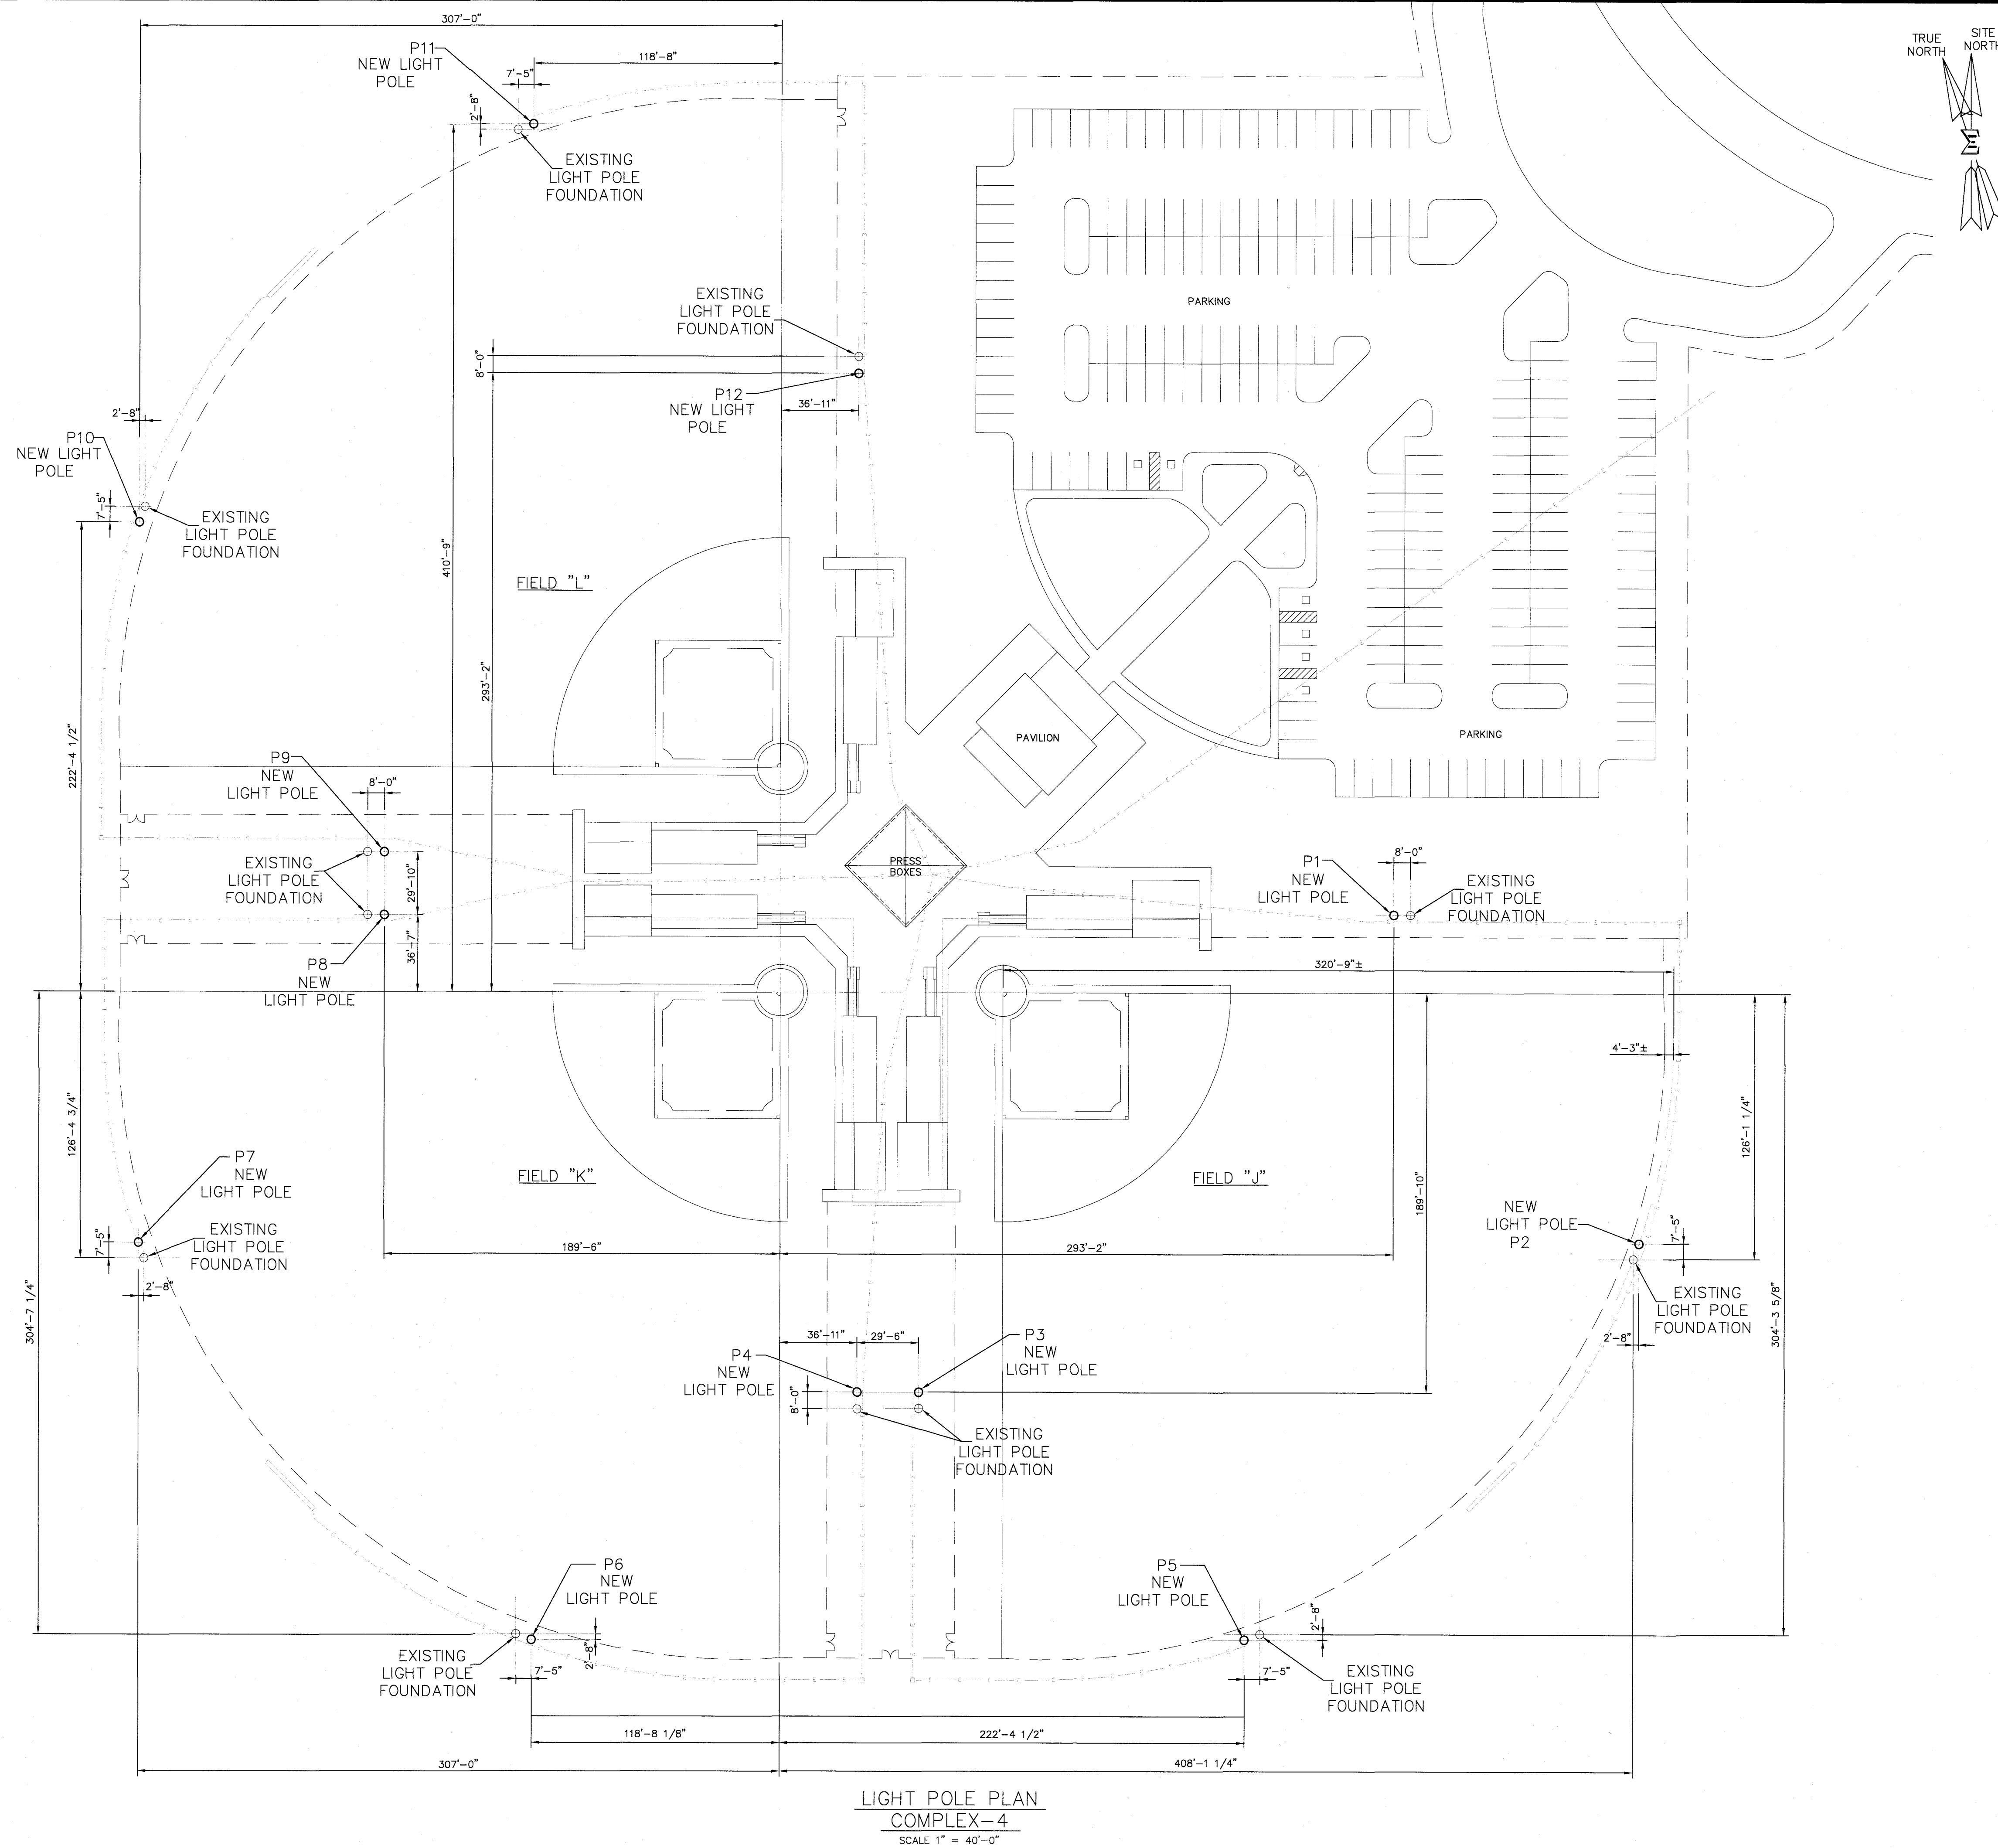 307'-0"
P11
NEW LIGHT
POLE
118'-8"
7'-5"
2'-8"
TRUE
NORTH
SITE
NORTH
EXISTING
LIGHT POLE
FOUNDATION
EXISTING
LIGHT POLE
FOUNDATION
PARKING
8'-0"
P12
NEW LIGHT
POLE
36'-11"
2'-8"
P10
NEW LIGHT
POLE
7'-5"
EXISTING
LIGHT POLE
FOUNDATION
410'-9"
FIELD "L"
293'-2"
222'-4 1/2"
PAVILION
PARKING
P9
NEW
LIGHT POLE
8'-0"
EXISTING
LIGHT POLE
FOUNDATION
29'-10"
36'-7"
PRESS
BOXES
P1
NEW
LIGHT POLE
8'-0"
EXISTING
LIGHT POLE
FOUNDATION
P8
NEW
LIGHT POLE
320'-9"±
4'-3"±
126'-4 3/4"
126'-1 1/4"
P7
NEW
LIGHT POLE
FIELD "K"
FIELD "J"
189'-10"
NEW
LIGHT POLE
P2
7'-5"
7'-5"
EXISTING
LIGHT POLE
FOUNDATION
2'-8"
189'-6"
293'-2"
304'-7 1/4"
EXISTING
LIGHT POLE
FOUNDATION
2'-8"
304'-3 5/8"
36'-11"
29'-6"
P3
NEW
LIGHT POLE
P4
NEW
LIGHT POLE
8'-0"
EXISTING
LIGHT POLE
FOUNDATION
P6
NEW
LIGHT POLE
P5
NEW
LIGHT POLE
2'-8"
2'-8"
EXISTING
LIGHT POLE
FOUNDATION
7'-5"
7'-5"
EXISTING
LIGHT POLE
FOUNDATION
118'-8 1/8"
222'-4 1/2"
307'-0"
408'-1 1/4"
LIGHT POLE PLAN
COMPLEX-4
SCALE 1" = 40'-0"